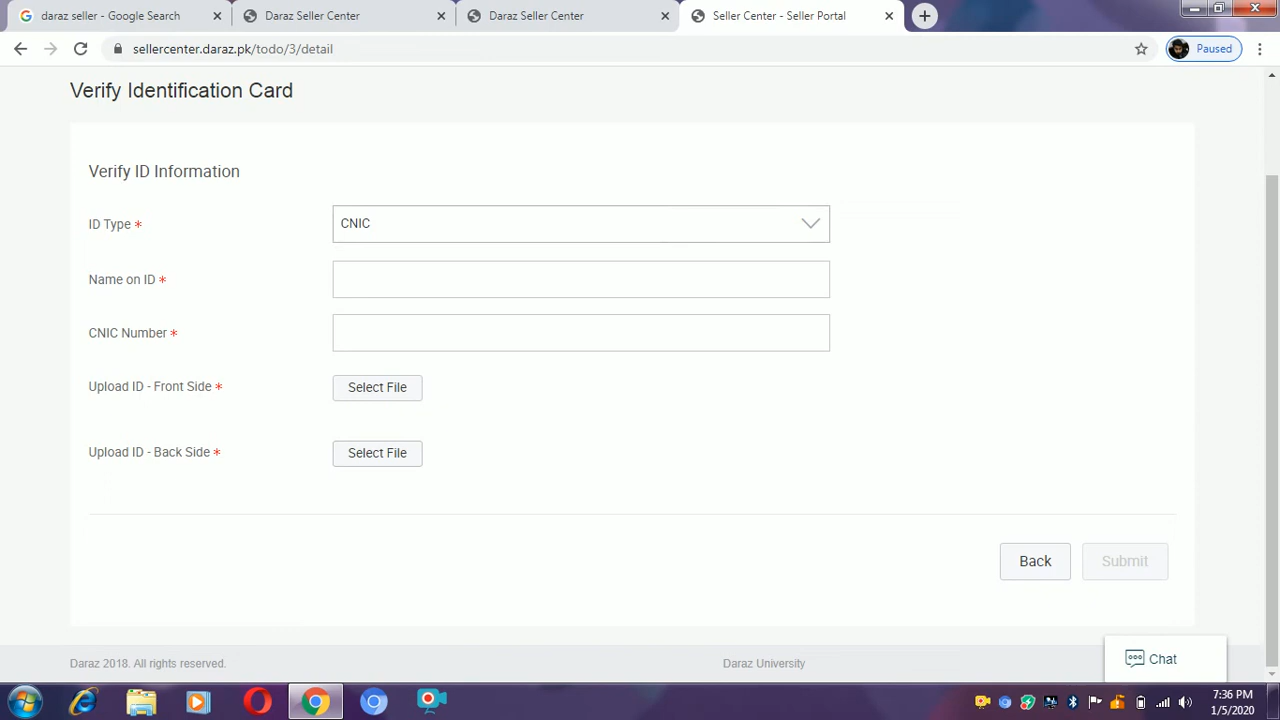 daraz seller - Google Search
Daraz Seller Center
Daraz Seller Center
Seller Center - Seller Portal
sellercenter.daraz.pk/todo/3/detail
Paused
Verify Identification Card
Verify ID Information
ID Type *
CNIC
Name on ID *
CNIC Number *
Upload ID - Front Side *
Select File
Upload ID - Back Side *
Select File
Back
Submit
Daraz 2018. All rights reserved.
Daraz University
Chat
7:36 PM
1/5/2020